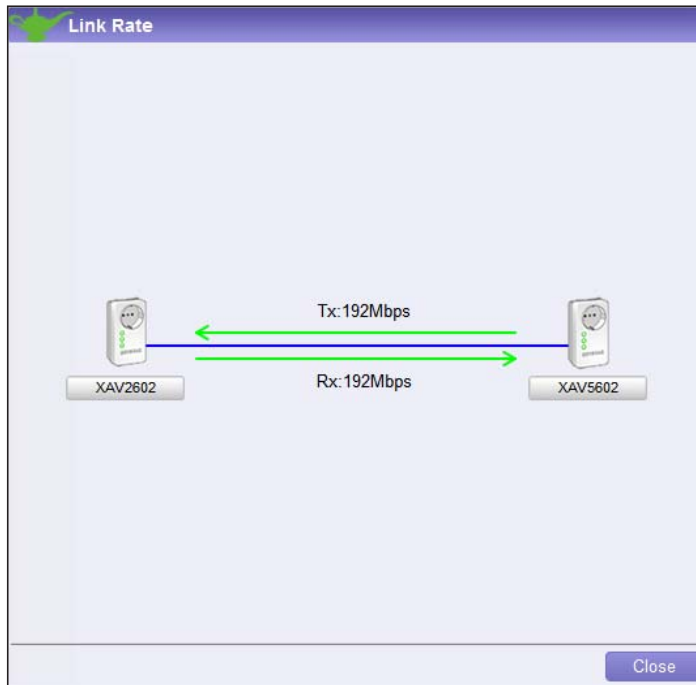 Link Rate
Tx:192Mbps
Rx:192Mbps
XAV2602
XAV5602
Close